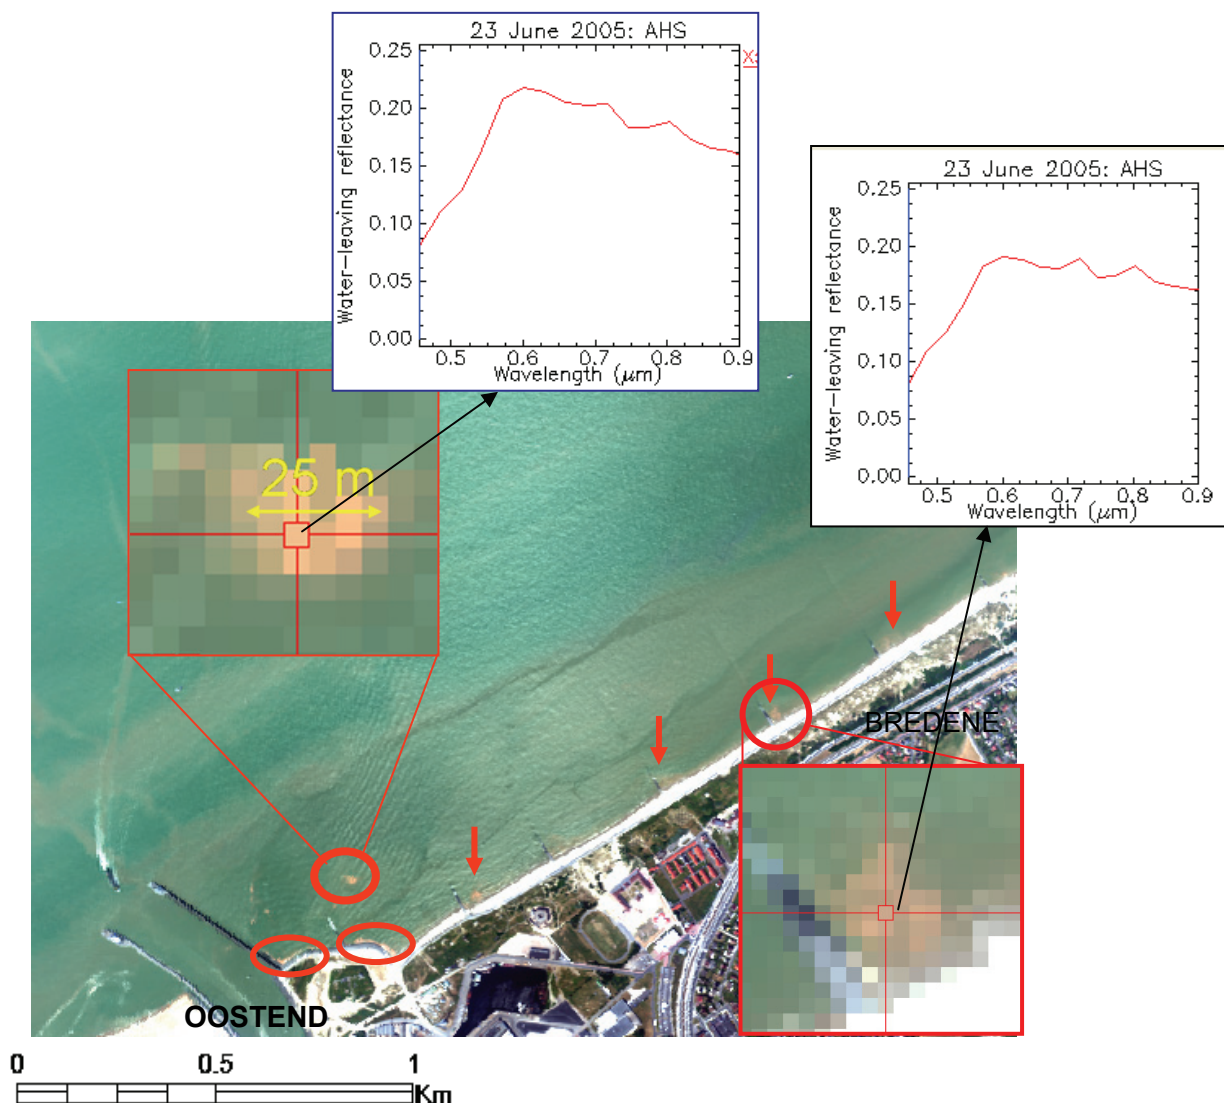 23 June 2005: AHS
X
Water-leaving reflectance
0.25
0.20
0.15
0.10
0.05
0.00
0.5 0.6 0.7 0.8 0.9
Wavelength (μm)
23 June 2005: AHS
Water-leaving reflectance
0.25
0.20
0.15
0.10
0.05
0.00
0.5 0.6 0.7 0.8 0.9
Wavelength (μm)
25 m
BREDENE
OOSTEND
0 0.5 1
Km